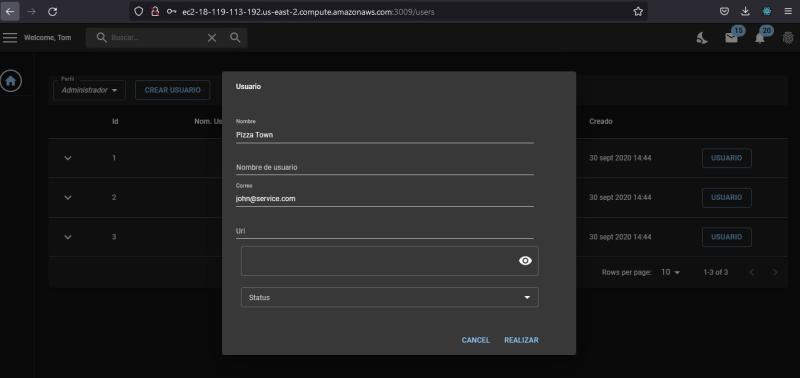 ec2-18-119-113-192.us-east-2.compute.amazonaws.com:3009/users
Welcome, Tom
Buscar...
15
20
Perfil
Administrador
CREAR USUARIO
Id
Nom. Us
Creado
1
30 sept 2020 14:44
USUARIO
2
30 sept 2020 14:44
USUARIO
3
30 sept 2020 14:44
USUARIO
Rows per page:
10
1-3 of 3
Usuario
Nombre
Pizza Town
Nombre de usuario
Correo
john@service.com
Url
Status
CANCEL
REALIZAR